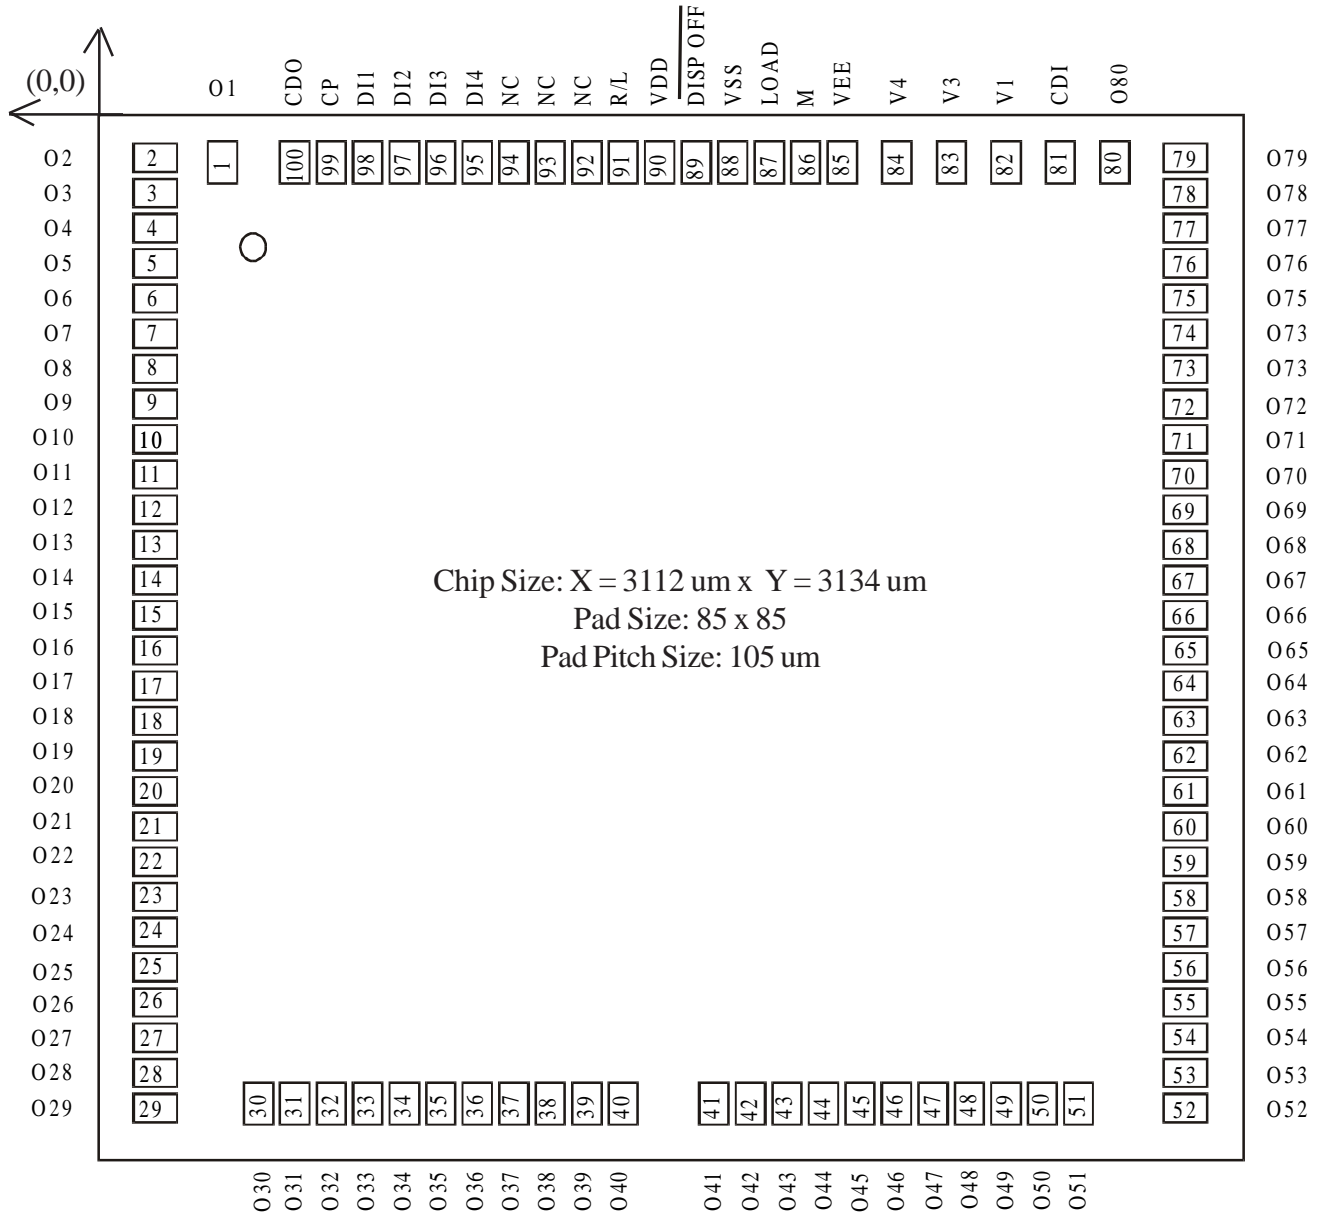 (0,0)
O1 CDO CP DI1 DI2 DI3 DI4 NC NC NC R/L VDD DISP OFF VSS LOAD M VEE V4 V3 V1 CDI O80
1 100 99 98 97 96 95 94 93 92 91 90 89 88 87 86 85 84 83 82 81 80
O2 2 79 O79
O3 3 78 O78
O4 4 77 O77
O5 5 76 O76
O6 6 75 O75
O7 7 74 O73
O8 8 73 O73
O9 9 72 O72
O10 10 71 O71
O11 11 70 O70
O12 12 69 O69
O13 13 68 O68
O14 14 67 O67
O15 15 66 O66
O16 16 65 O65
O17 17 64 O64
O18 18 63 O63
O19 19 62 O62
O20 20 61 O61
O21 21 60 O60
O22 22 59 O59
O23 23 58 O58
O24 24 57 O57
O25 25 56 O56
O26 26 55 O55
O27 27 54 O54
O28 28 53 O53
O29 29 52 O52
Chip Size: X = 3112 um x Y = 3134 um
Pad Size: 85 x 85
Pad Pitch Size: 105 um
30 31 32 33 34 35 36 37 38 39 40 41 42 43 44 45 46 47 48 49 50 51
O30 O31 O32 O33 O34 O35 O36 O37 O38 O39 O40 O41 O42 O43 O44 O45 O46 O47 O48 O49 O50 O51